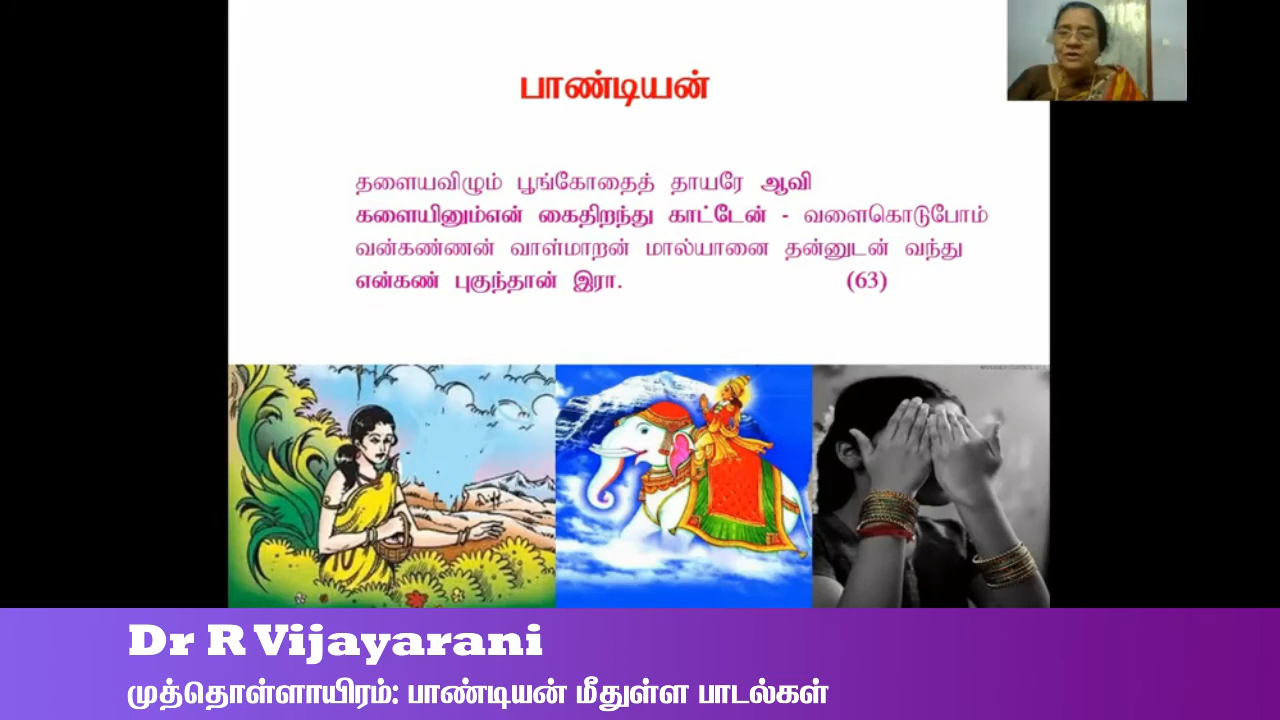 பாண்டியன்
தளையவிழும் பூங்கோதைத் தாயரே ஆவி
களையினும்என் கைதிறந்து காட்டேன் - வளைகொடுபோம்
வன்கண்ணன் வாள்மாறன் மால்யானை தன்னுடன் வந்து
என்கண் புகுந்தான் இரா. (63)
Dr R Vijayarani
முத்தொள்ளாயிரம்: பாண்டியன் மீதுள்ள பாடல்கள்